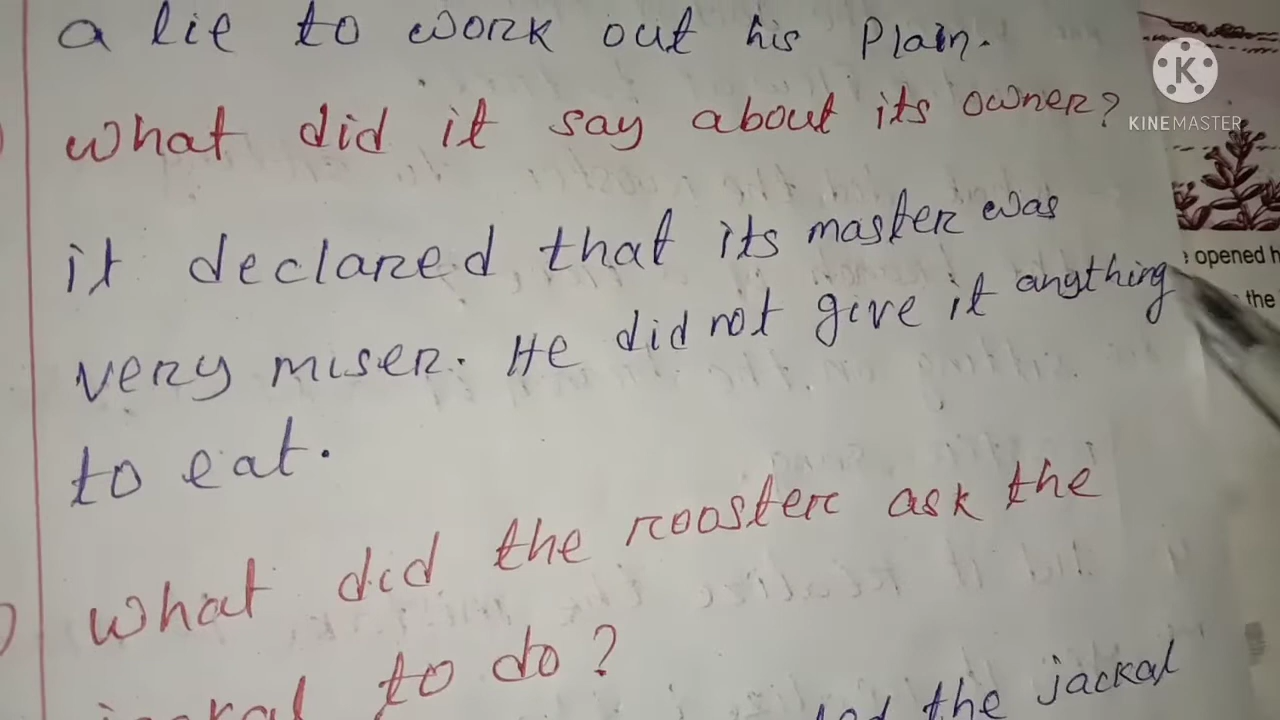 a lie to work out his Plain.
What did it say about its owner?
it declared that its master was
very miser. He did not give it anything
to eat.
What did the rooster ask the
jackal to do?
the jackal
opened h
the
KINEMASTER